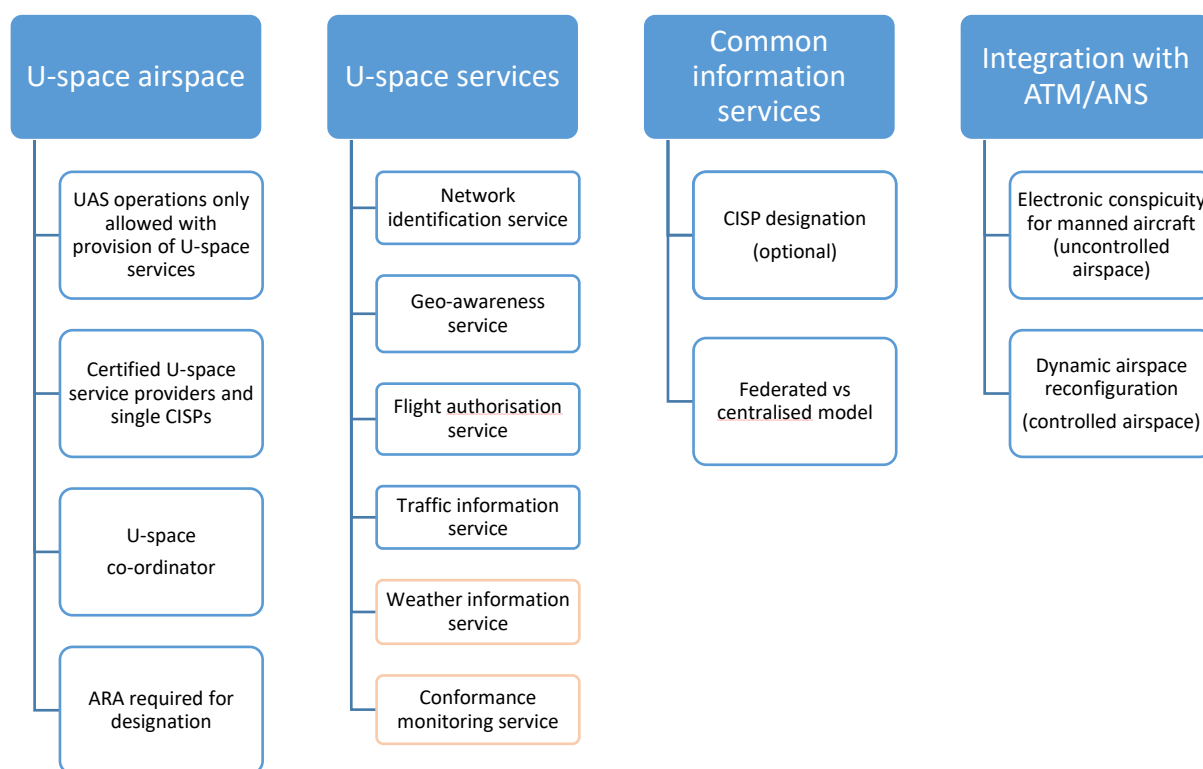 U-space airspace
UAS operations only
allowed with
provision of U-space
services
Certified U-space
service providers and
single CISPs
U-space
co-ordinator
ARA required for
designation
U-space services
Network
identification service
Geo-awareness
service
Flight authorisation
service
Traffic information
service
Weather information
service
Conformance
monitoring service
Common
information
services
CISP designation
(optional)
Federated vs
centralised model
Integration with
ATM/ANS
Electronic conspicuity
for manned aircraft
(uncontrolled
airspace)
Dynamic airspace
reconfiguration
(controlled airspace)